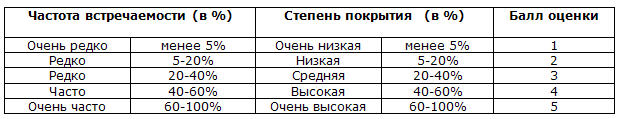 Частота встречаемости (в %) Степень покрытия (в %) Балл оценки
Очень редко менее 5% Очень низкая менее 5% 1
Редко 5-20% Низкая 5-20% 2
Редко 20-40% Средняя 20-40% 3
Часто 40-60% Высокая 40-60% 4
Очень часто 60-100% Очень высокая 60-100% 5